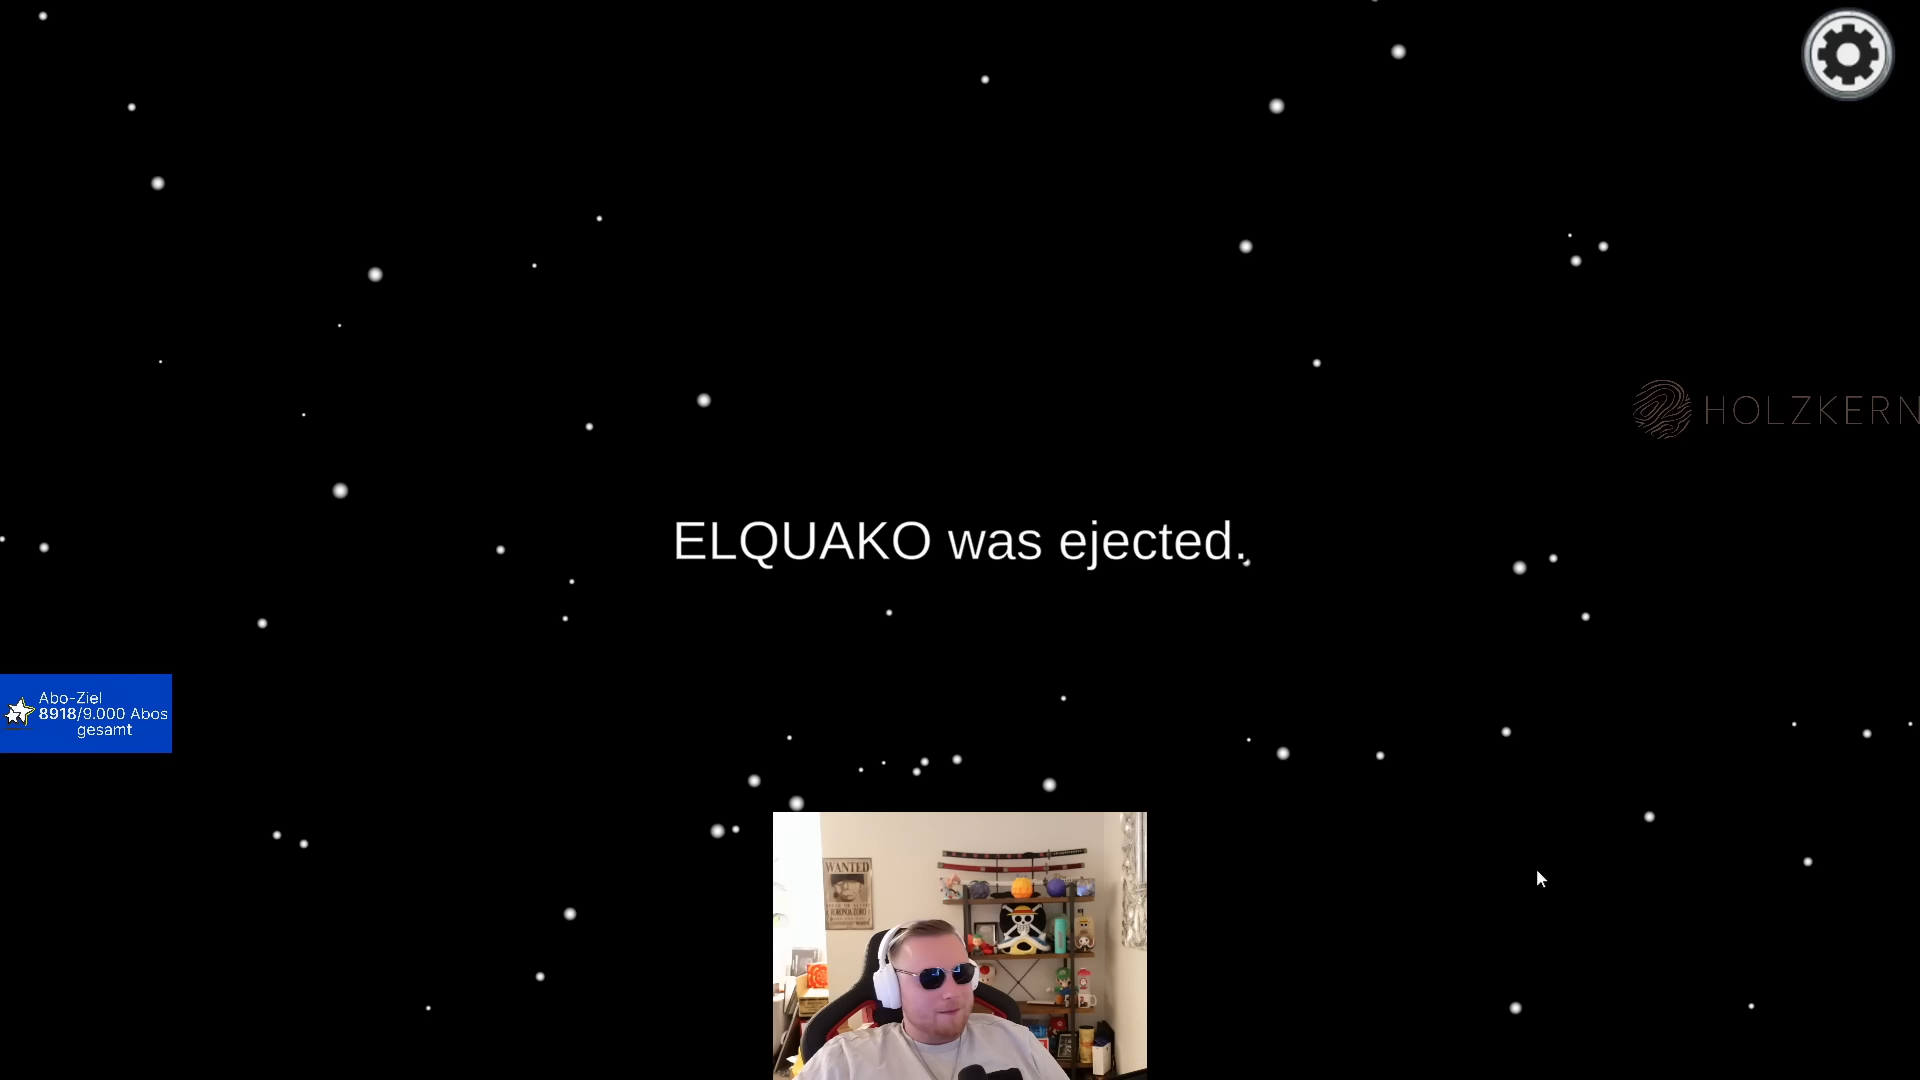 HOLZKERN
ELQUAKO was ejected.
Abo-Ziel
8918/9.000 Abos
gesamt
WANTED